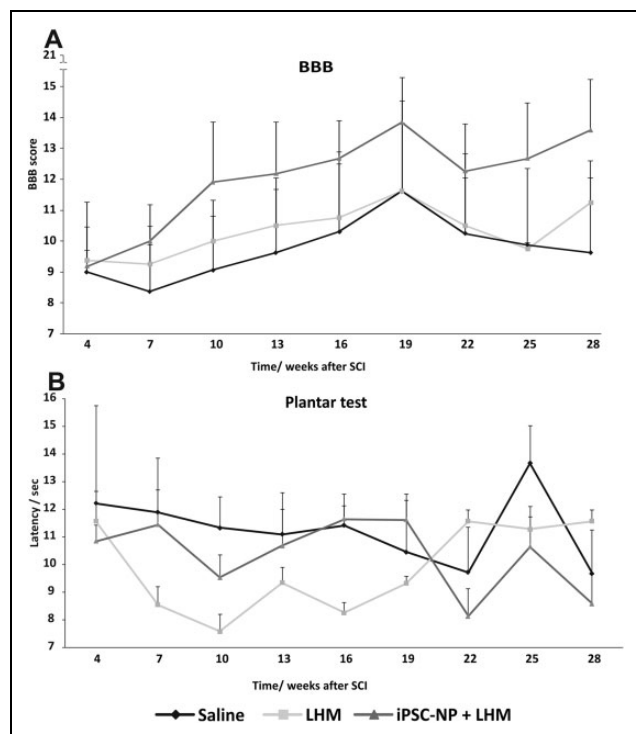 A
BBB
21
15
14
13
12
11
10
9
8
7
BBB score
4 7 10 13 16 19 22 25 28
Time/ weeks after SCI
B
Plantar test
16
15
14
13
12
11
10
9
8
7
Latency / sec
4 7 10 13 16 19 22 25 28
Time/ weeks after SCI
Saline LHM iPSC-NP + LHM